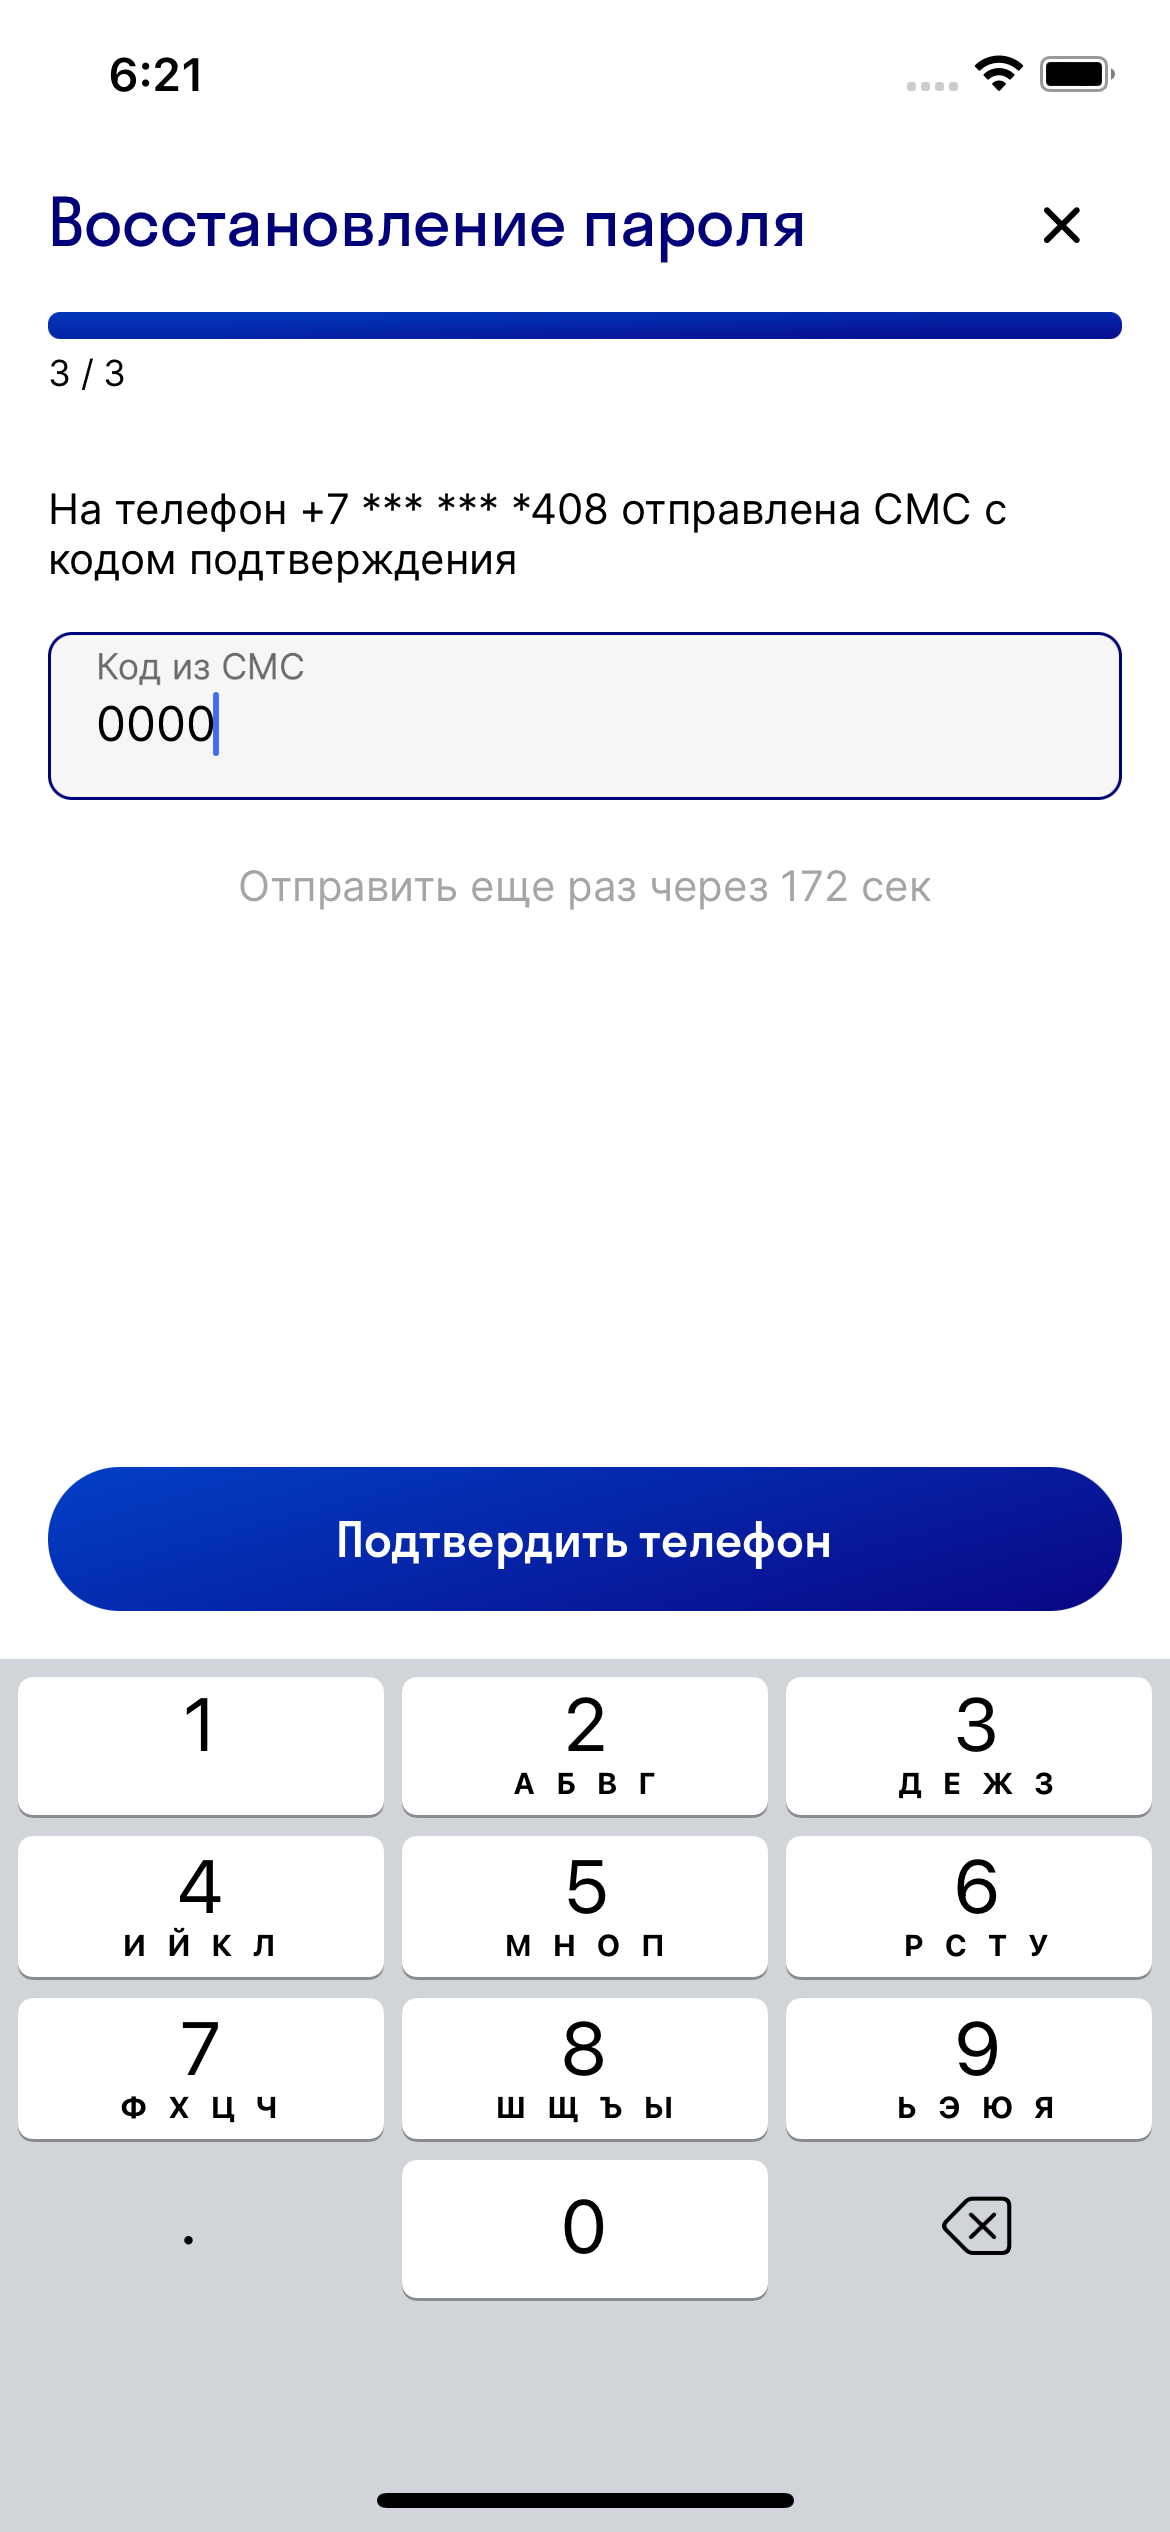 6:21
Восстановление пароля
3 / 3
На телефон +7 *** *** *408 отправлена СМС с
кодом подтверждения
Код из СМС
0000
Отправить еще раз через 172 сек
Подтвердить телефон
1
2
А Б В Г
3
Д Е Ж З
4
И Й К Л
5
М Н О П
6
Р С Т У
7
Ф Х Ц Ч
8
Ш Щ Ъ Ы
9
Ь Э Ю Я
.
0